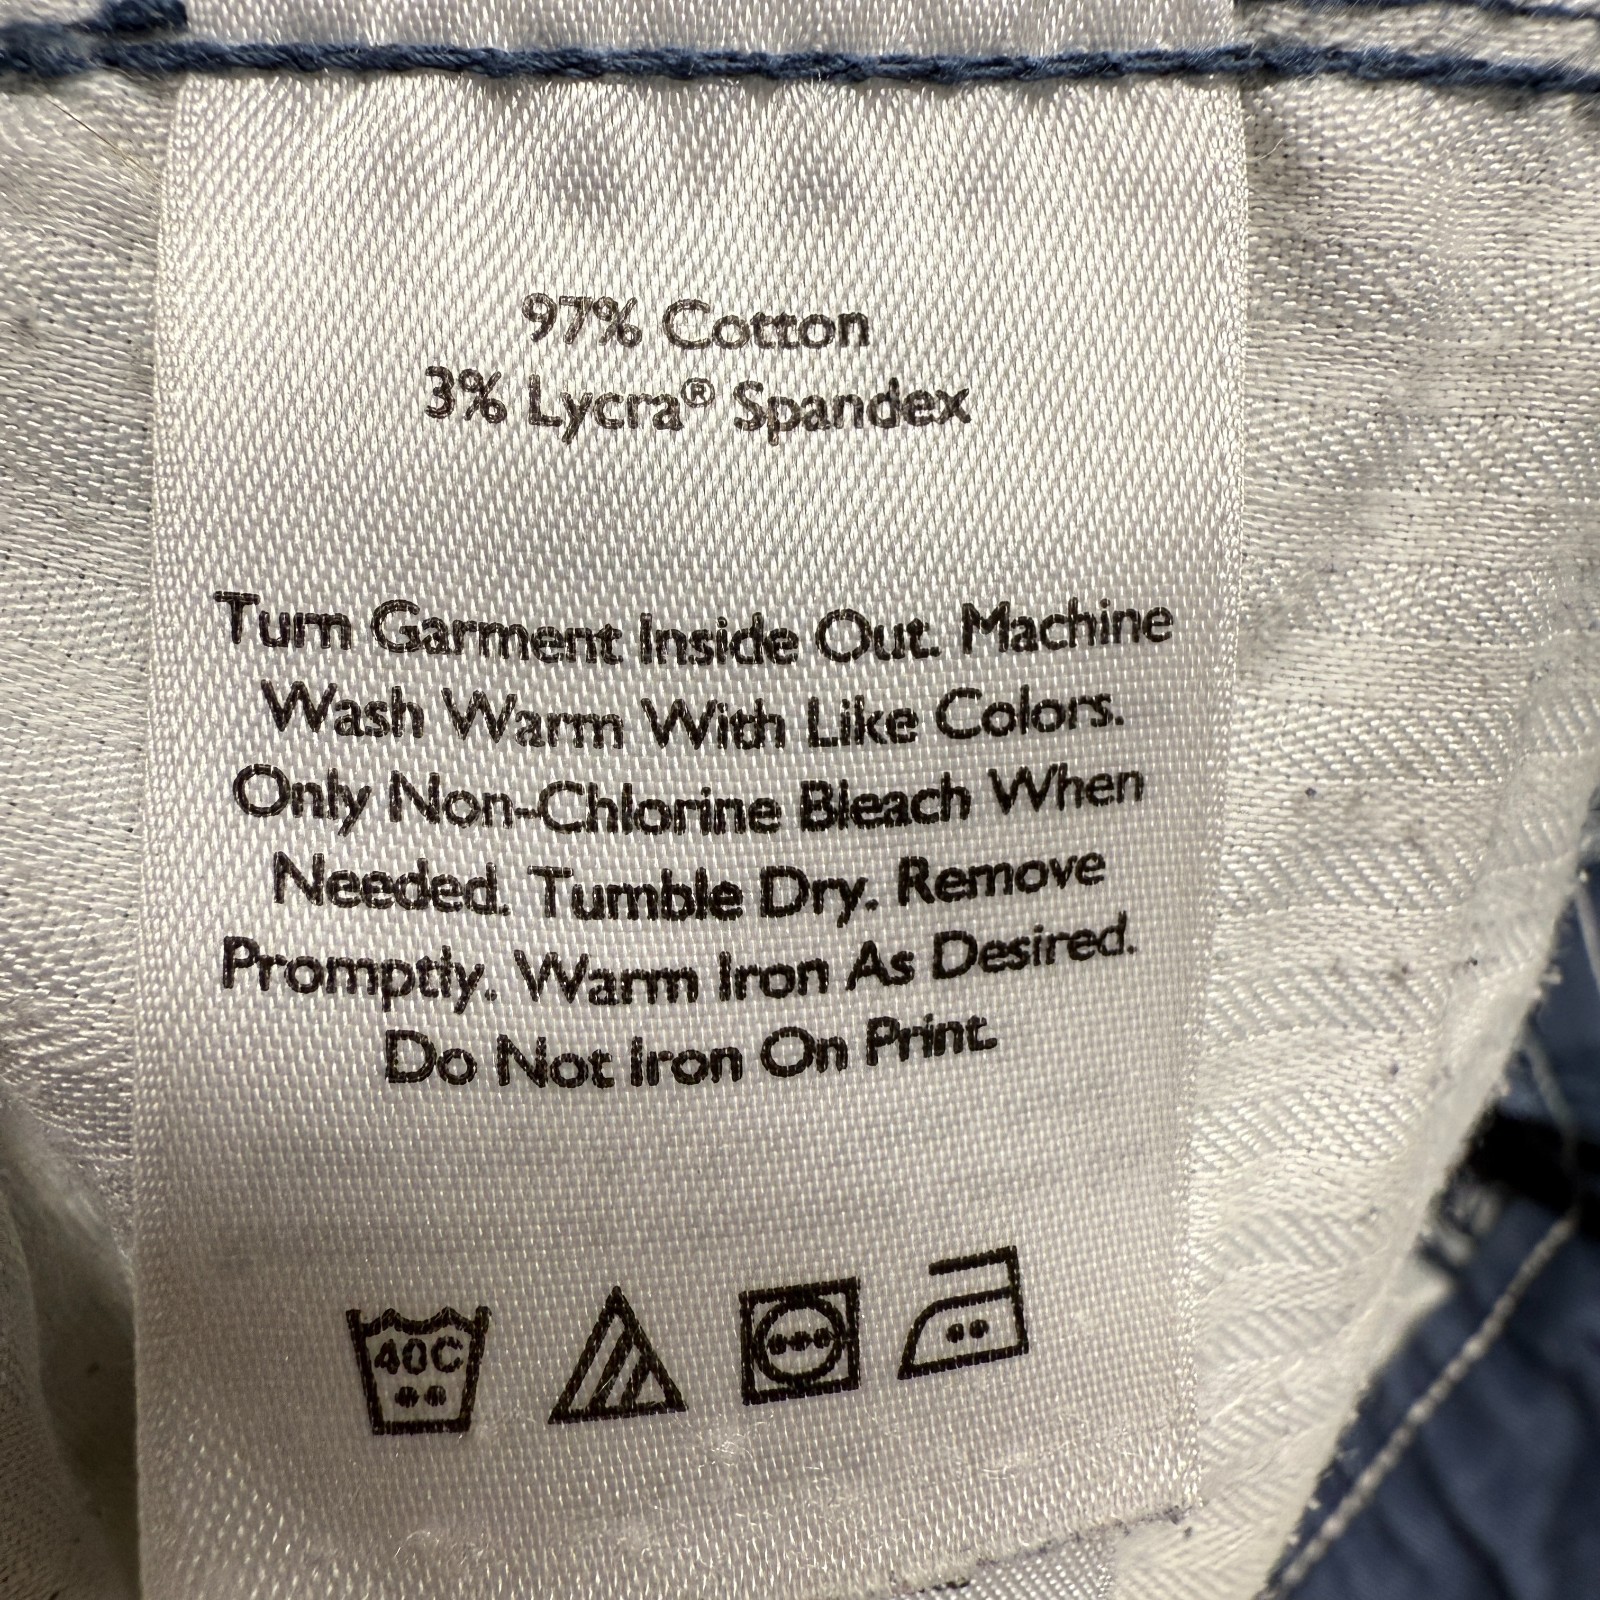 97% Cotton
3% Lycra® Spandex
Turn Garment Inside Out. Machine
Wash Warm With Like Colors.
Only Non-Chlorine Bleach When
Needed. Tumble Dry. Remove
Promptly. Warm Iron As Desired.
Do Not Iron On Print.
40C